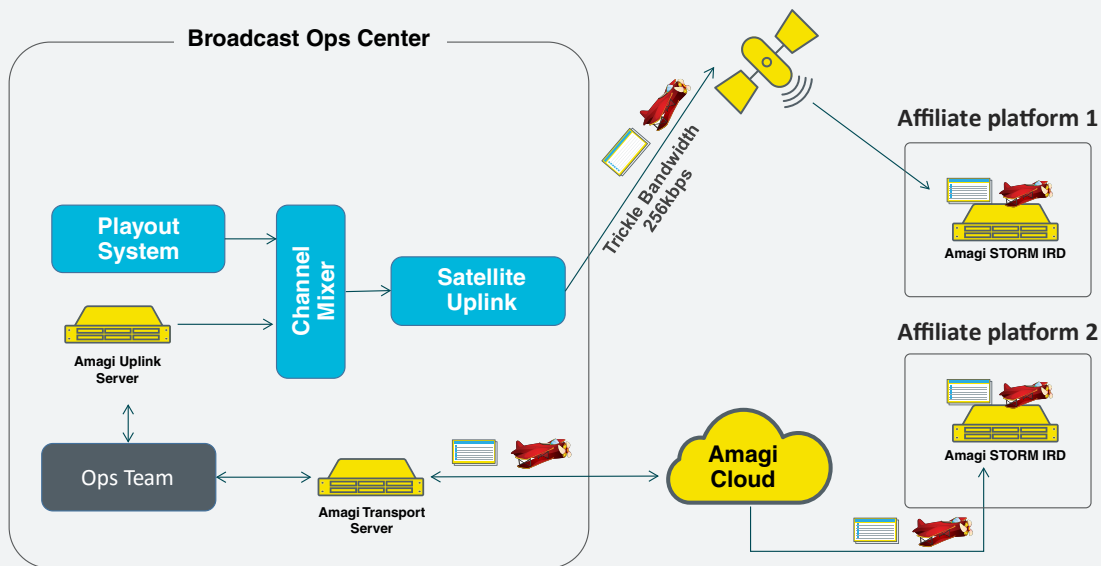 Broadcast Ops Center
Playout
System
Channel
Mixer
Satellite
Uplink
Amagi Uplink
Server
Ops Team
Amagi Transport
Server
Trickle Bandwidth
256kbps
Affiliate platform 1
Amagi STORM IRD
Affiliate platform 2
Amagi STORM IRD
Amagi
Cloud